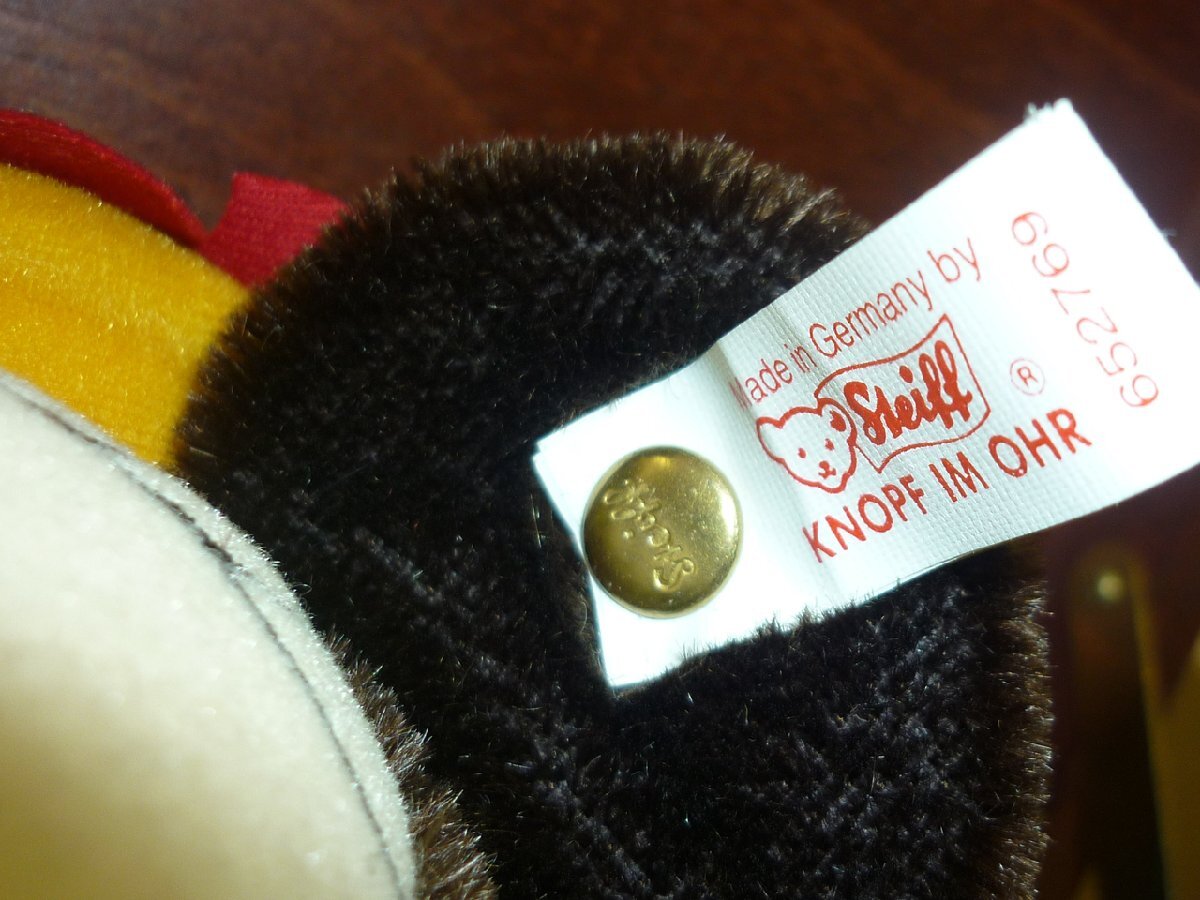 Made in Germany by
Steiff
®
KNOPF IM OHR
652769
Steiff